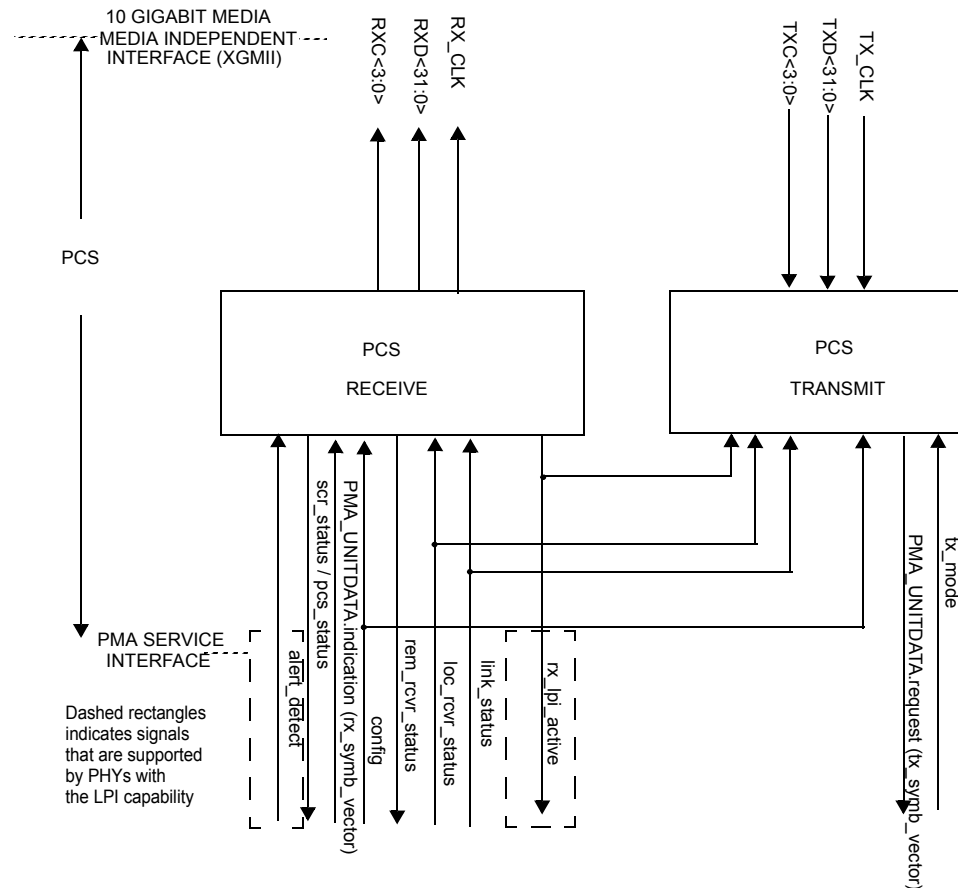 10 GIGABIT MEDIA
MEDIA INDEPENDENT
INTERFACE (XGMII)
RXC<3:0>
RXD<31:0>
RX_CLK
TXC<3:0>
TXD<31:0>
TX_CLK
PCS
PCS
RECEIVE
PCS
TRANSMIT
PMA SERVICE
INTERFACE
alert_detect
scr_status / pcs_status
PMA_UNITDATA.indication (rx_symb_vector)
config
rem_rcvr_status
loc_rcvr_status
link_status
rx_lpi_active
PMA_UNITDATA.request (tx_symb_vector)
tx_mode
Dashed rectangles
indicates signals
that are supported
by PHYs with
the LPI capability